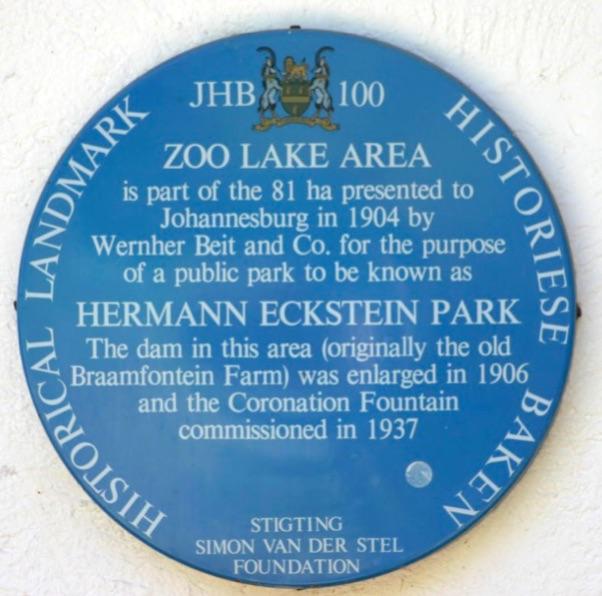 JHB 100
HISTORICAL LANDMARK
HISTORIESE BAKEN
ZOO LAKE AREA
is part of the 81 ha presented to
Johannesburg in 1904 by
Wernher Beit and Co. for the purpose
of a public park to be known as
HERMANN ECKSTEIN PARK
The dam in this area (originally the old
Braamfontein Farm) was enlarged in 1906
and the Coronation Fountain
commissioned in 1937
STIGTING
SIMON VAN DER STEL
FOUNDATION